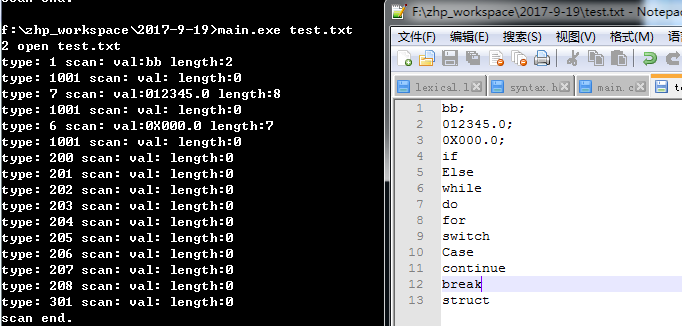 f:\zhp_workspace\2017-9-19>main.exe test.txt
2 open test.txt
type: 1 scan: val:bb length:2
type: 1001 scan: val: length:0
type: 7 scan: val:012345.0 length:8
type: 1001 scan: val: length:0
type: 6 scan: val:0X000.0 length:7
type: 1001 scan: val: length:0
type: 200 scan: val: length:0
type: 201 scan: val: length:0
type: 202 scan: val: length:0
type: 203 scan: val: length:0
type: 204 scan: val: length:0
type: 205 scan: val: length:0
type: 206 scan: val: length:0
type: 207 scan: val: length:0
type: 208 scan: val: length:0
type: 301 scan: val: length:0
scan end.
F:\zhp_workspace\2017-9-19\test.txt - Notepa
文件(F) 编辑(E) 搜索(S) 视图(V) 格式(M) 语言
lexical.l syntax.h main.c te
1 bb;
2 012345.0;
3 0X000.0;
4 if
5 Else
6 while
7 do
8 for
9 switch
10 Case
11 continue
12 break
13 struct